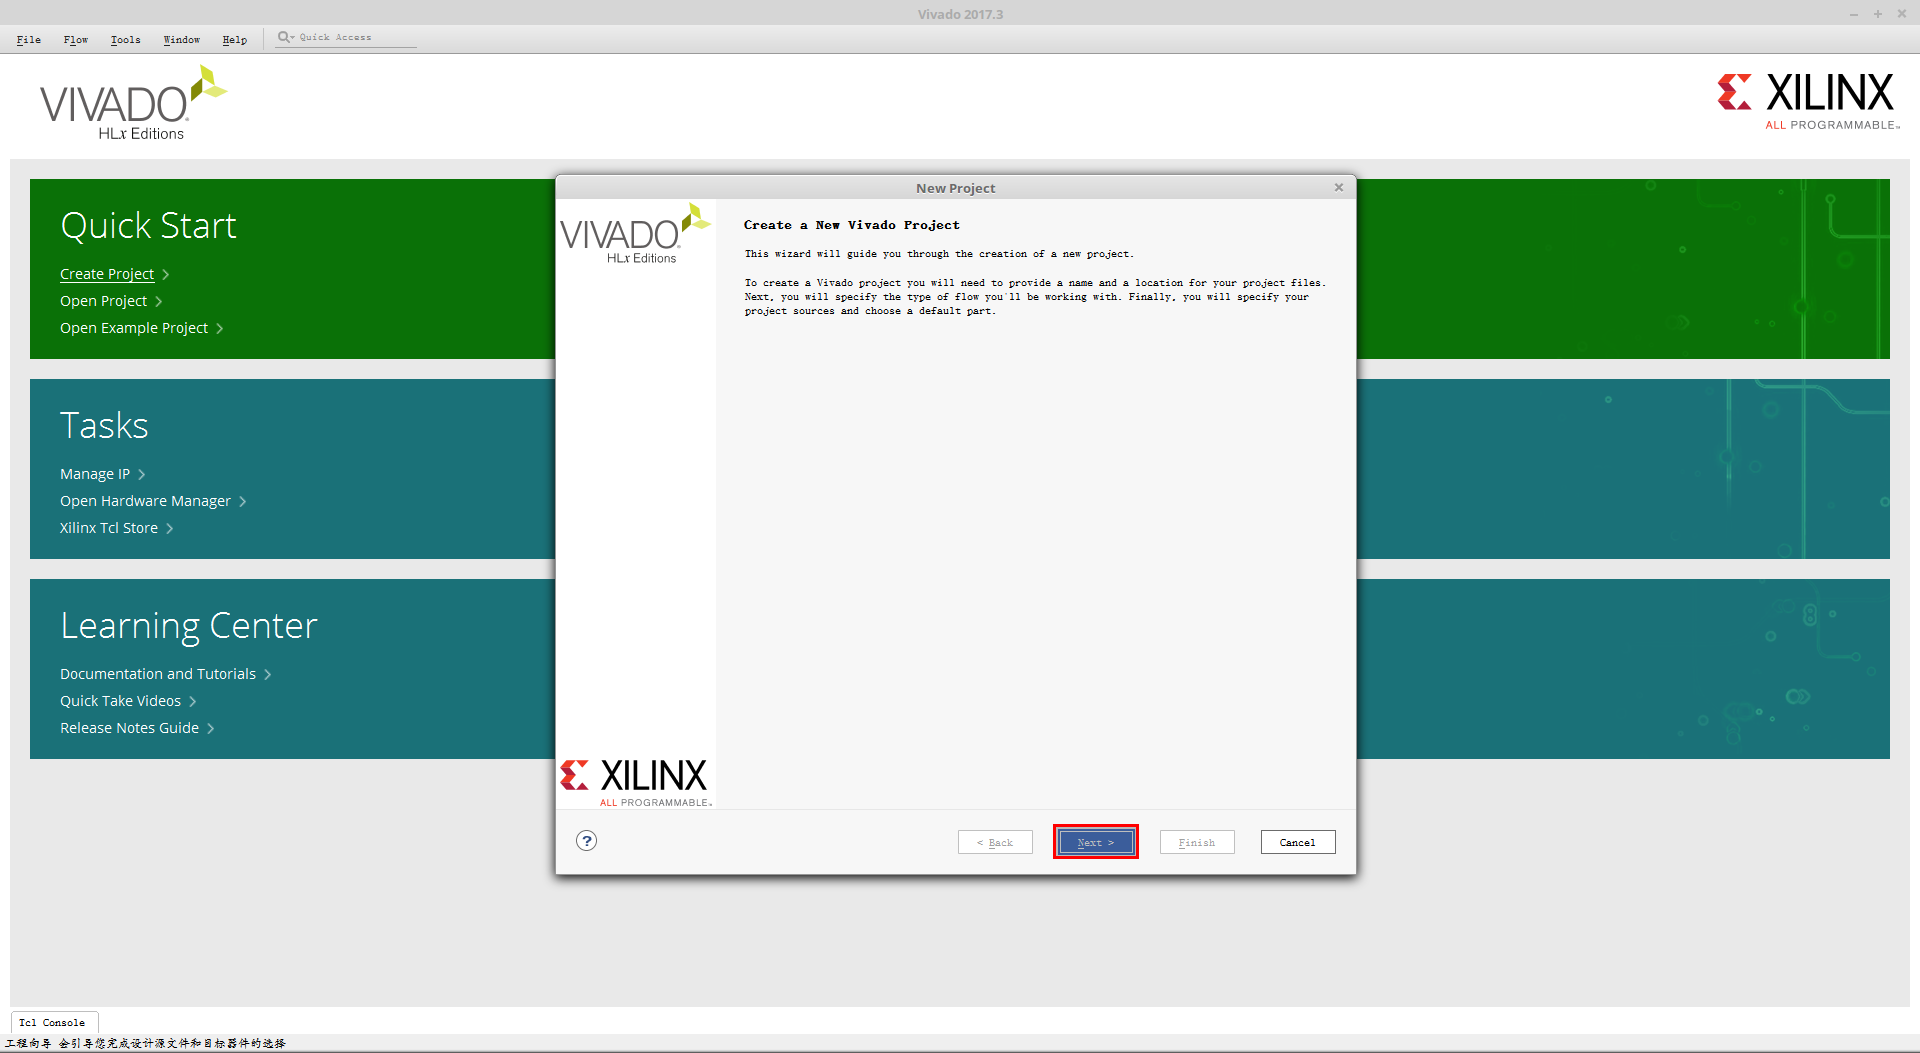 Vivado 2017.3
File Flow Tools Window Help Quick Access
VIVADO
HLx Editions
XILINX
ALL PROGRAMMABLE™
Quick Start
Create Project
Open Project
Open Example Project
Tasks
Manage IP
Open Hardware Manager
Xilinx Tcl Store
Learning Center
Documentation and Tutorials
Quick Take Videos
Release Notes Guide
New Project
VIVADO
HLx Editions
Create a New Vivado Project
This wizard will guide you through the creation of a new project.
To create a Vivado project you will need to provide a name and a location for your project files.
Next, you will specify the type of flow you'll be working with. Finally, you will specify your
project sources and choose a default part.
XILINX
ALL PROGRAMMABLE™
?
< Back Next > Finish Cancel
Tcl Console
工程向导 会引导您完成设计源文件和目标器件的选择